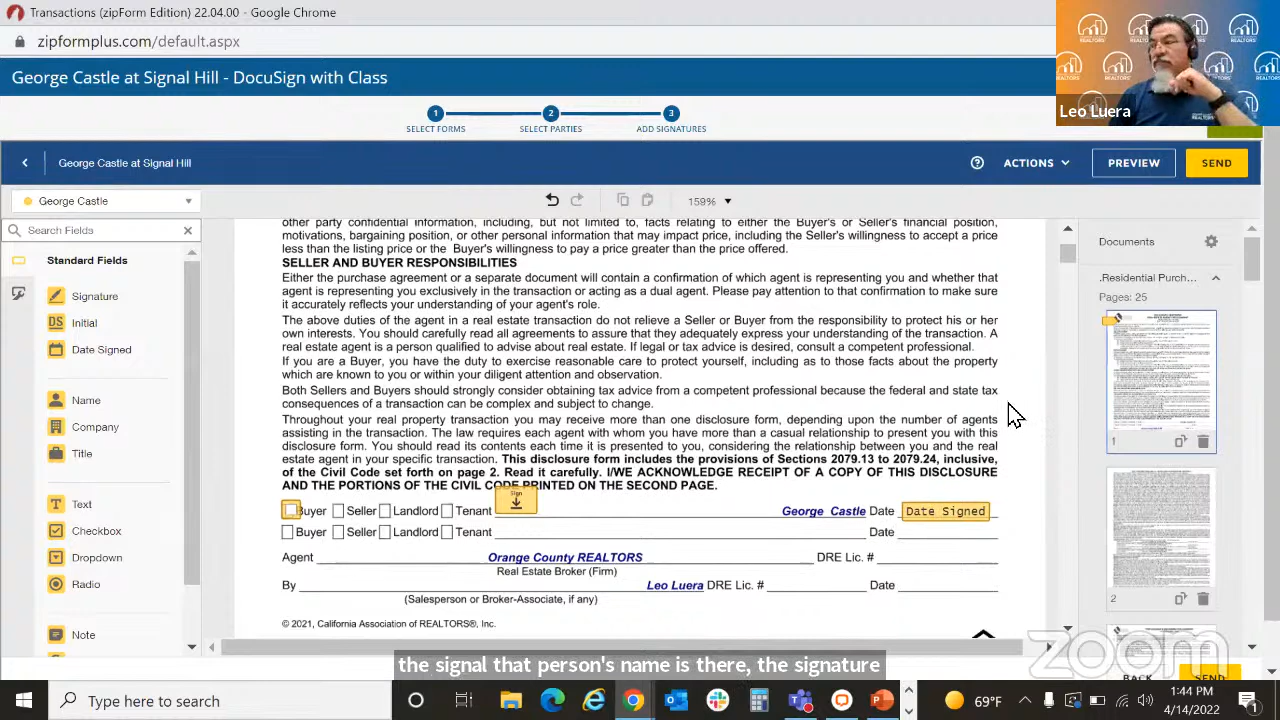 Transactions (zipForm Edition) 22.04.00 - Google Chrome
zipformplus.com/default.aspx
George Castle at Signal Hill - DocuSign with Class
REALTORS
Leo Luera
1 2 3
SELECT FORMS SELECT PARTIES ADD SIGNATURES
George Castle at Signal Hill
ACTIONS PREVIEW SEND
George Castle
159%
Search Fields
Standard Fields
Signature
DS Initial
Date Signed
Name
Company
Title
Text
Checkbox
Dropdown
Radio
Note
other party confidential information, including, but not limited to, facts relating to either the Buyer's or Seller's financial position,
motivations, bargaining position, or other personal information that may impact price, including the Seller's willingness to accept a price
less than the listing price or the Buyer's willingness to pay a price greater than the price offered.
SELLER AND BUYER RESPONSIBILITIES
Either the purchase agreement or a separate document will contain a confirmation of which agent is representing you and whether that
agent is representing you exclusively in the transaction or acting as a dual agent. Please pay attention to that confirmation to make sure
it accurately reflects your understanding of your agent's role.
The above duties of the agent in a real estate transaction do not relieve a Seller or Buyer from the responsibility to protect his or her
own interests. You should carefully read all agreements to assure that they adequately express your understanding of the transaction. A
real estate agent is a person qualified to advise about real estate. If legal or tax advice is desired, consult a competent professional.
If you are a Buyer, you have the duty to exercise reasonable care to protect yourself, including as to those facts about the property
which are known to you or within your diligent attention and observation.
Both Sellers and Buyers should strongly consider obtaining tax advice from a competent professional because the federal and state tax
consequences of a transaction can be complex and subject to change.
Throughout your real property transaction you may receive more than one disclosure form, depending upon the number of agents
assisting in the transaction. The law requires each agent with whom you have more than a casual relationship to present you with this
disclosure form. You should read its contents each time it is presented to you, considering the relationship between you and the real
estate agent in your specific transaction. This disclosure form includes the provisions of Sections 2079.13 to 2079.24, inclusive,
of the Civil Code set forth on page 2. Read it carefully. I/WE ACKNOWLEDGE RECEIPT OF A COPY OF THIS DISCLOSURE
AND THE PORTIONS OF THE CIVIL CODE PRINTED ON THE SECOND PAGE.
Sign
Buyer Seller Landlord Tenant George Castle Date Date Signed
Buyer Seller Landlord Tenant Date
Agent Orange County REALTORS DRE Lic. #
Real Estate Broker (Firm)
By Leo Luera DRE Lic. # Date
(Salesperson or Broker-Associate, if any)
© 2021, California Association of REALTORS®, Inc.
Documents
.Residential Purch...
Pages: 25
1
2
BACK SEND
zoom
the signal that person's name is then the signature
Type here to search
69°F
1:44 PM
4/14/2022